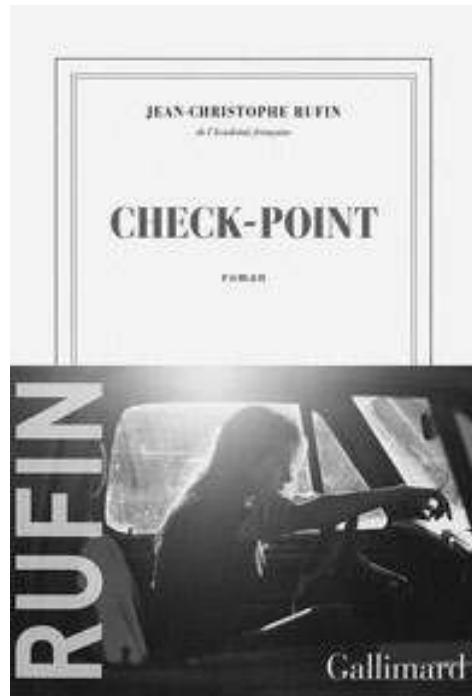 JEAN-CHRISTOPHE RUFIN
de l'Académie française
CHECK-POINT
roman
RUFIN
Gallimard